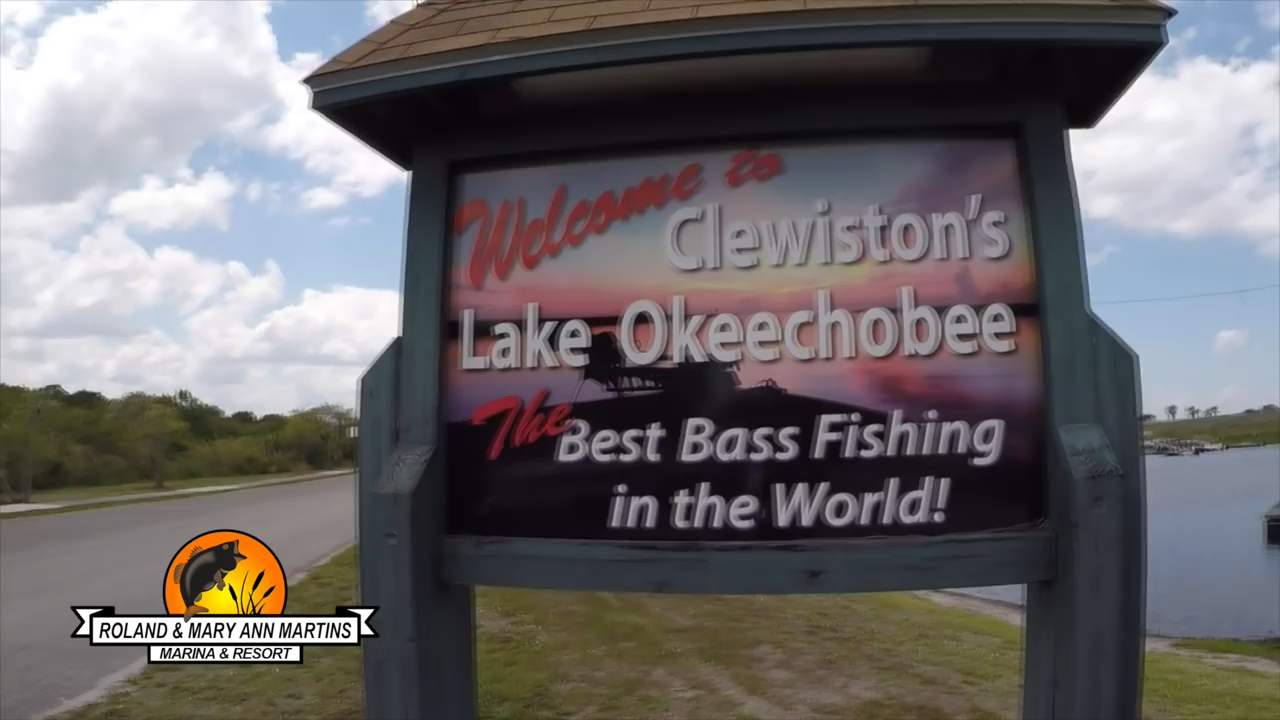 Welcome to
Clewiston's
Lake Okeechobee
The Best Bass Fishing
in the World!
ROLAND & MARY ANN MARTINS
MARINA & RESORT